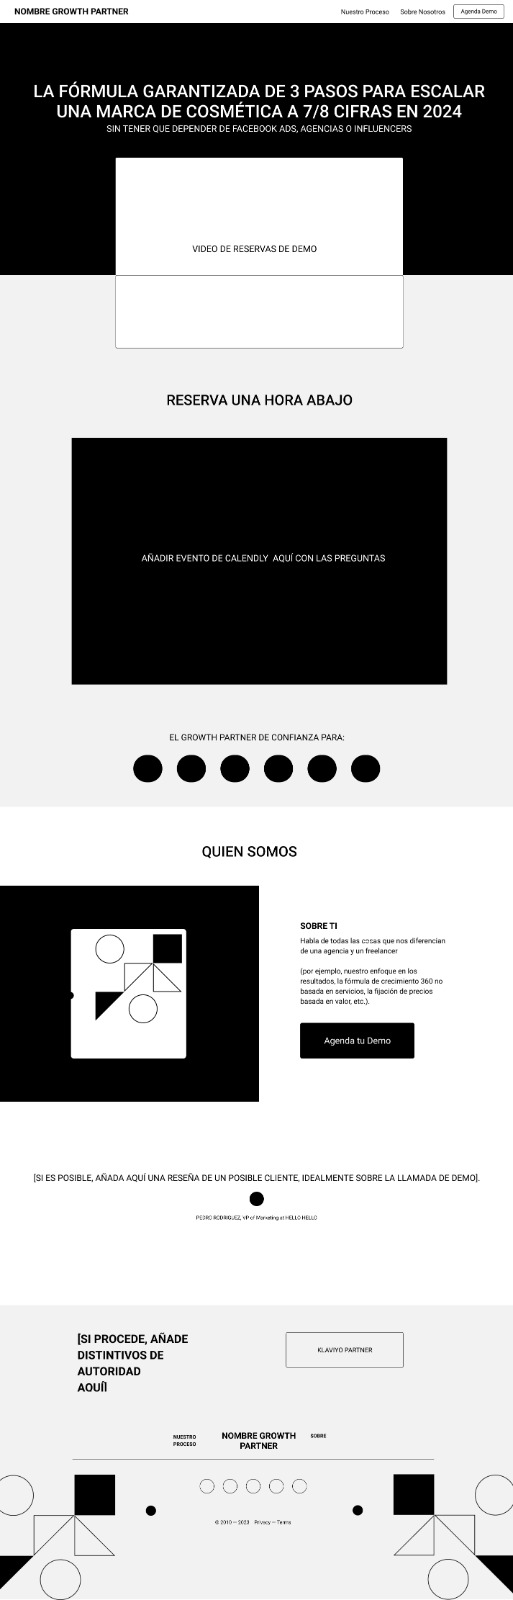 NOMBRE GROWTH PARTNER
Nuestro Proceso
Sobre Nosotros
Agenda Demo
LA FÓRMULA GARANTIZADA DE 3 PASOS PARA ESCALAR
UNA MARCA DE COSMÉTICA A 7/8 CIFRAS EN 2024
SIN TENER QUE DEPENDER DE FACEBOOK ADS, AGENCIAS O INFLUENCERS
VIDEO DE RESERVAS DE DEMO
RESERVA UNA HORA ABAJO
AÑADIR EVENTO DE CALENDLY AQUÍ CON LAS PREGUNTAS
EL GROWTH PARTNER DE CONFIANZA PARA:
QUIEN SOMOS
SOBRE TI
Habla de todas las cosas que nos diferencian
de una agencia y un freelancer
(por ejemplo, nuestro enfoque en los
resultados, la fórmula de crecimiento 360 no
basada en servicios, la fijación de precios
basada en valor, etc.).
Agenda tu Demo
[SI ES POSIBLE, AÑADA AQUÍ UNA RESEÑA DE UN POSIBLE CLIENTE, IDEALMENTE SOBRE LA LLAMADA DE DEMO].
PEDRO RODRIGUEZ, VP of Marketing at HELLO HELLO
[SI PROCEDE, AÑADE
DISTINTIVOS DE
AUTORIDAD
AQUÍ]
KLAVIYO PARTNER
NUESTRO
PROCESO
NOMBRE GROWTH
PARTNER
SOBRE
© 2010 — 2023 Privacy — Terms